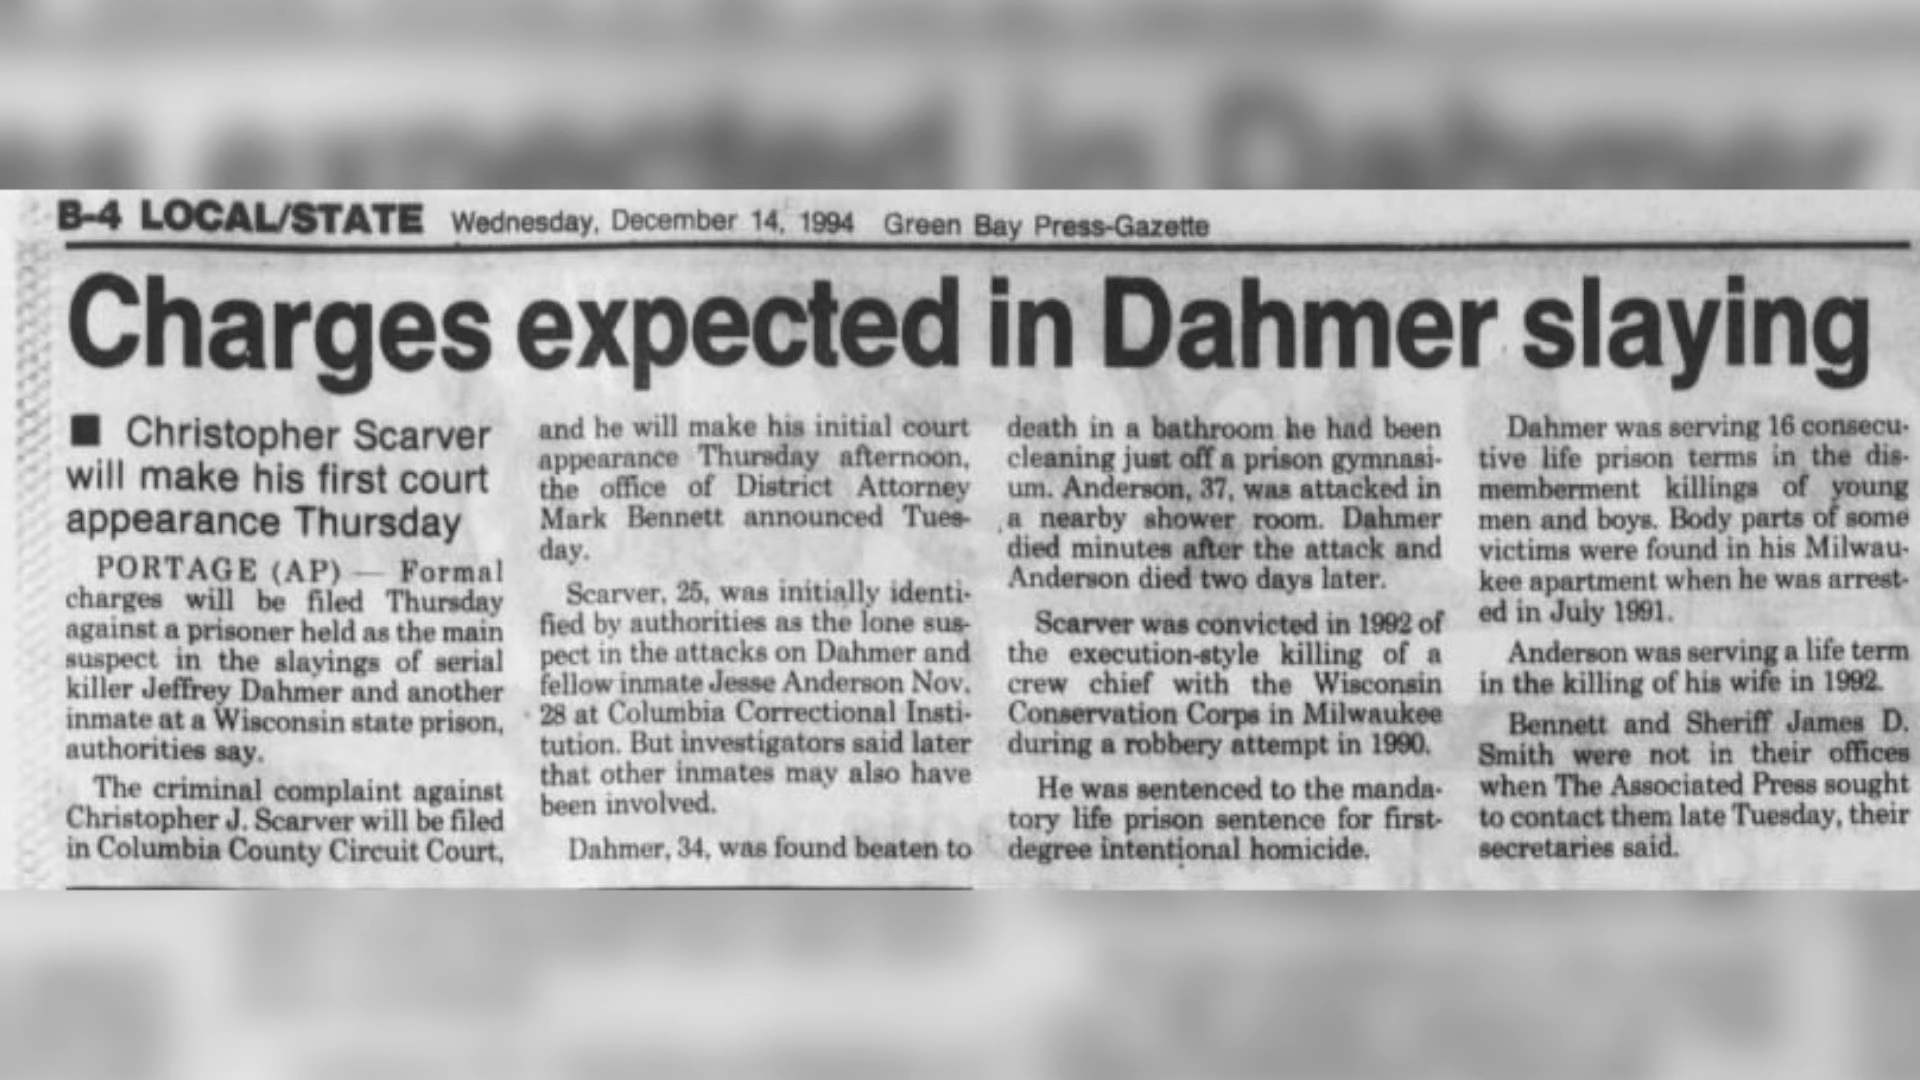 B-4 LOCAL/STATE Wednesday, December 14, 1994 Green Bay Press-Gazette
Charges expected in Dahmer slaying
■ Christopher Scarver
will make his first court
appearance Thursday
PORTAGE (AP) — Formal
charges will be filed Thursday
against a prisoner held as the main
suspect in the slayings of serial
killer Jeffrey Dahmer and another
inmate at a Wisconsin state prison,
authorities say.
The criminal complaint against
Christopher J. Scarver will be filed
in Columbia County Circuit Court,
and he will make his initial court
appearance Thursday afternoon,
the office of District Attorney
Mark Bennett announced Tues-
day.
Scarver, 25, was initially identi-
fied by authorities as the lone sus-
pect in the attacks on Dahmer and
fellow inmate Jesse Anderson Nov.
28 at Columbia Correctional Insti-
tution. But investigators said later
that other inmates may also have
been involved.
Dahmer, 34, was found beaten to
death in a bathroom he had been
cleaning just off a prison gymnasi-
um. Anderson, 37, was attacked in
a nearby shower room. Dahmer
died minutes after the attack and
Anderson died two days later.
Scarver was convicted in 1992 of
the execution-style killing of a
crew chief with the Wisconsin
Conservation Corps in Milwaukee
during a robbery attempt in 1990.
He was sentenced to the manda-
tory life prison sentence for first-
degree intentional homicide.
Dahmer was serving 16 consecu-
tive life prison terms in the dis-
memberment killings of young
men and boys. Body parts of some
victims were found in his Milwau-
kee apartment when he was arrest-
ed in July 1991.
Anderson was serving a life term
in the killing of his wife in 1992.
Bennett and Sheriff James D.
Smith were not in their offices
when The Associated Press sought
to contact them late Tuesday, their
secretaries said.